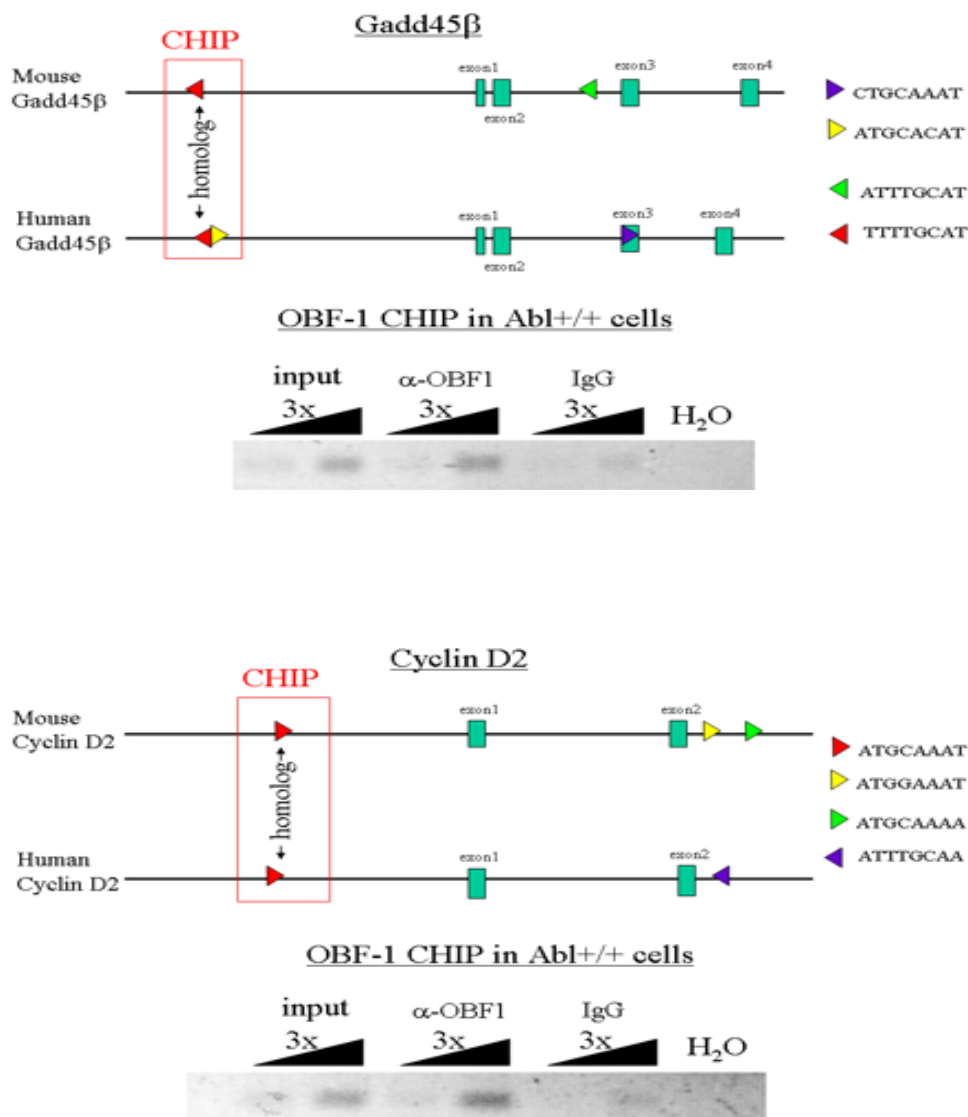 Gadd45β
CHIP
Mouse
Gadd45β
exon1
exon2
exon3
exon4
homolog
Human
Gadd45β
exon1
exon2
exon3
exon4
CTGCAAAT
ATGCACAT
ATTTGCAT
TTTTGCAT
OBF-1 CHIP in Abl+/+ cells
input α-OBF1 IgG
3x 3x 3x H₂O
Cyclin D2
CHIP
Mouse
Cyclin D2
exon1 exon2
homolog
Human
Cyclin D2
exon1 exon2
ATGCAAAT
ATGGAAAT
ATGCAAAA
ATTTGCAA
OBF-1 CHIP in Abl+/+ cells
input α-OBF1 IgG
3x 3x 3x H₂O